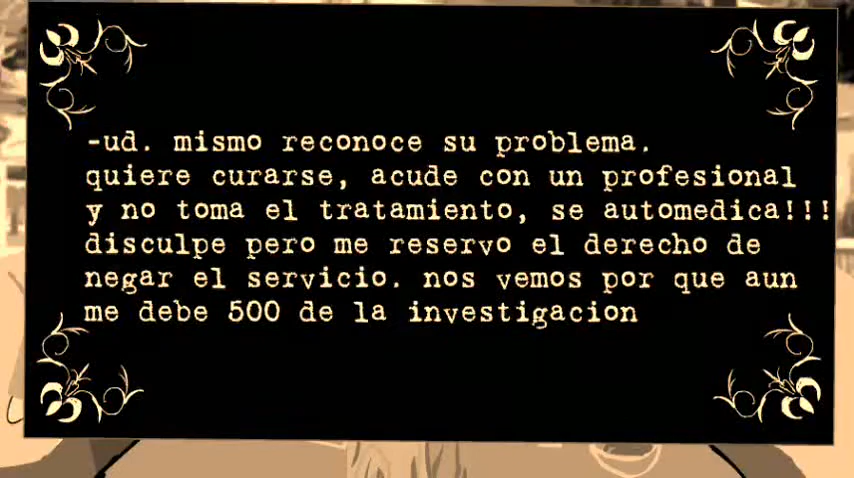 -ud. mismo reconoce su problema.
quiere curarse, acude con un profesional
y no toma el tratamiento, se automedica!!!
disculpe pero me reservo el derecho de
negar el servicio. nos vemos por que aun
me debe 500 de la investigacion